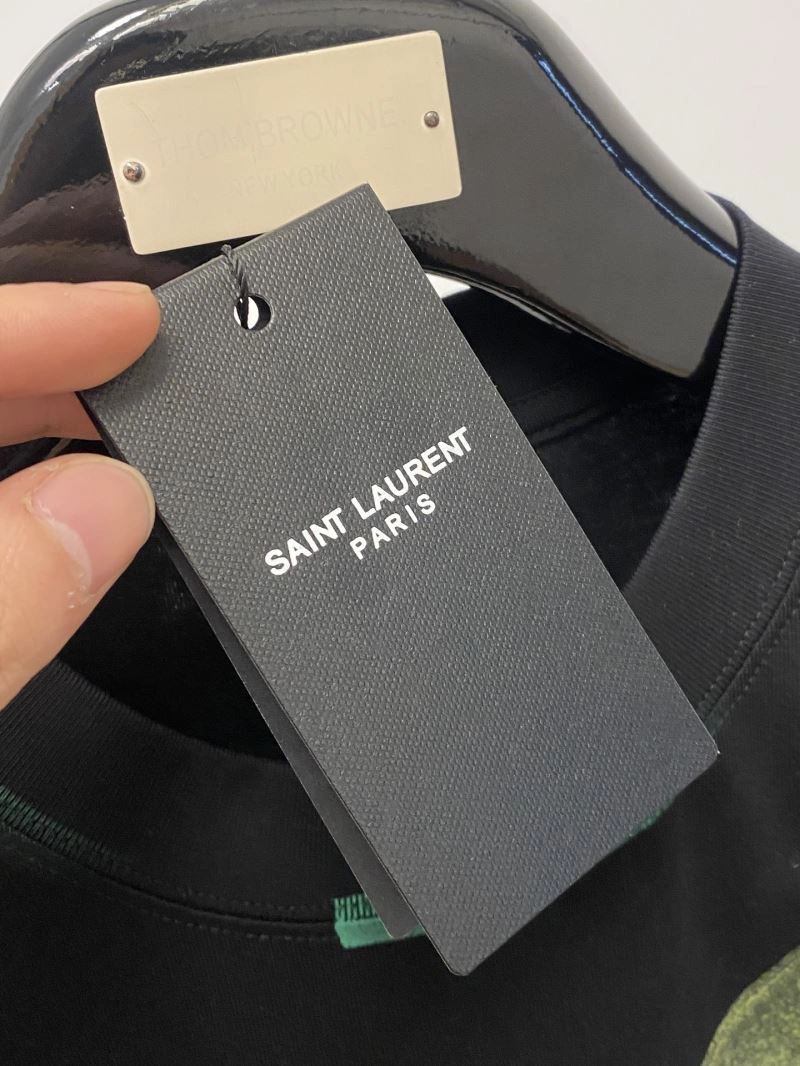 THOM BROWNE
NEW YORK
SAINT LAURENT
PARIS